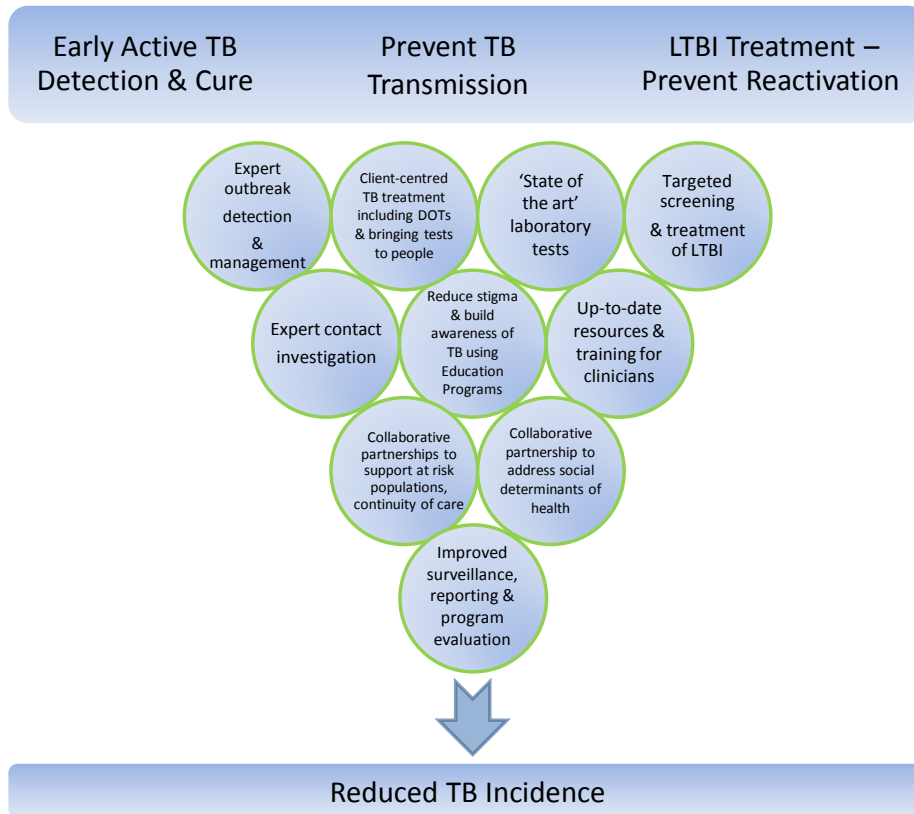 Early Active TB
Detection & Cure
Prevent TB
Transmission
LTBI Treatment –
Prevent Reactivation
Expert
outbreak
detection
&
management
Client-centred
TB treatment
including DOTs
& bringing tests
to people
‘State of
the art’
laboratory
tests
Targeted
screening
& treatment
of LTBI
Expert contact
investigation
Reduce stigma
& build
awareness of
TB using
Education
Programs
Up-to-date
resources &
training for
clinicians
Collaborative
partnerships to
support at risk
populations,
continuity of care
Collaborative
partnership to
address social
determinants of
health
Improved
surveillance,
reporting &
program
evaluation
Reduced TB Incidence